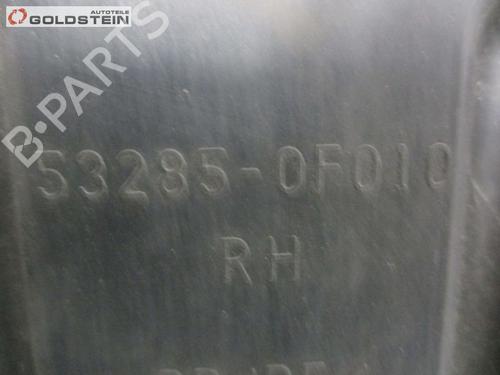 AUTOTEILE
GOLDSTEIN
B-PARTS
53285-0F010
RH